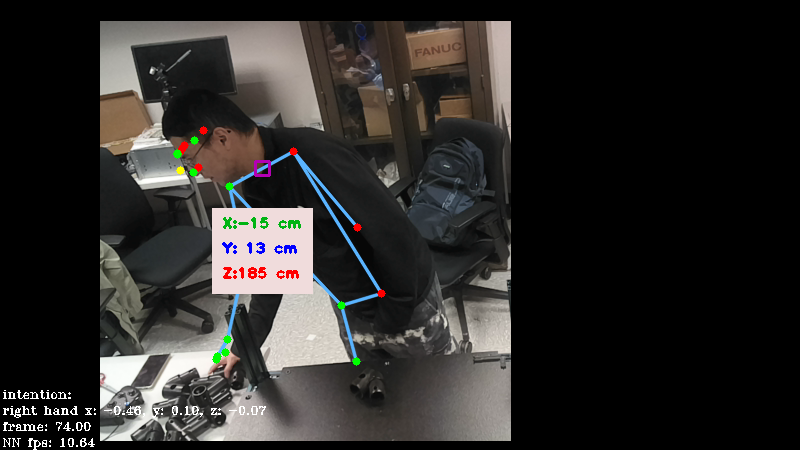 FANUC
X:-15 cm
Y: 13 cm
Z:185 cm
intention:
right hand x: -0.46, y: 0.10, z: -0.07
frame: 74.00
NN fps: 10.64